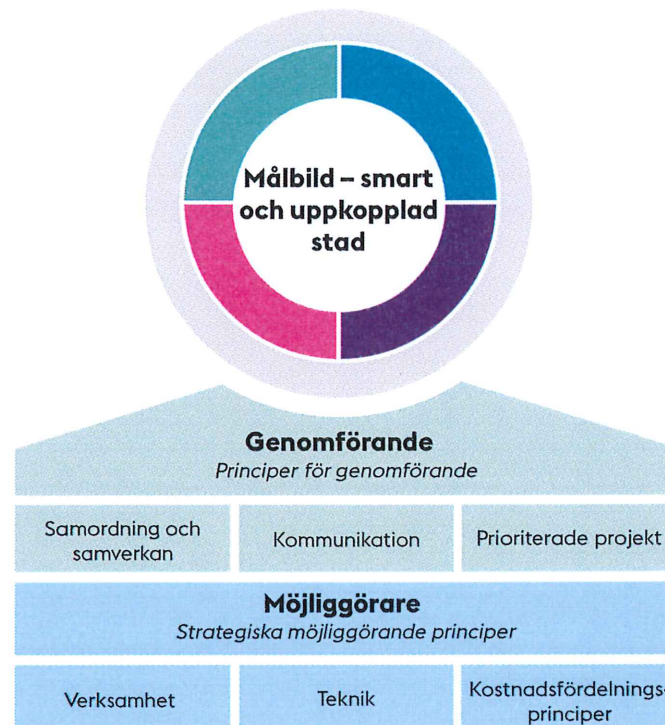 Målbild – smart
och uppkopplad
stad
Genomförande
Principer för genomförande
Samordning och
samverkan
Kommunikation
Prioriterade projekt
Möjliggörare
Strategiska möjliggörande principer
Verksamhet
Teknik
Kostnadsfördelnings-
principer